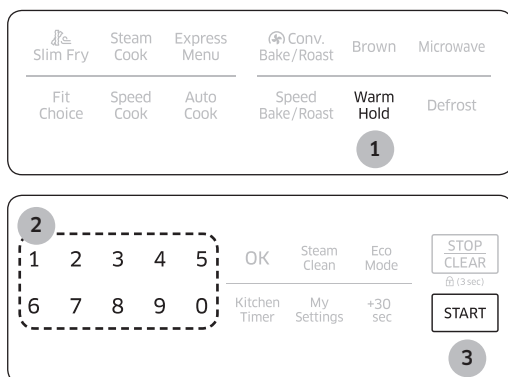 Slim Fry
Steam
Cook
Express
Menu
Conv.
Bake/Roast
Brown
Microwave
Fit
Choice
Speed
Cook
Auto
Cook
Speed
Bake/Roast
Warm
Hold
Defrost
1
2
1 2 3 4 5
OK
Steam
Clean
Eco
Mode
STOP
CLEAR
(3 sec)
6 7 8 9 0
Kitchen
Timer
My
Settings
+30
sec
START
3